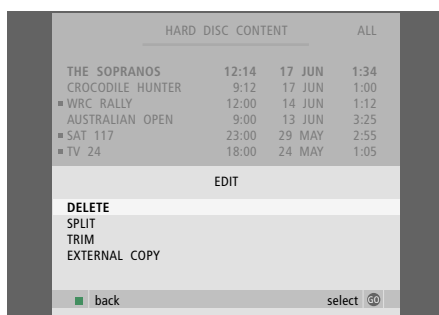 HARD DISC CONTENT ALL
THE SOPRANOS 12:14 17 JUN 1:34
CROCODILE HUNTER 9:12 17 JUN 1:00
WRC RALLY 12:00 14 JUN 1:12
AUSTRALIAN OPEN 9:00 13 JUN 3:25
SAT 117 23:00 29 MAY 2:55
TV 24 18:00 24 MAY 1:05
EDIT
DELETE
SPLIT
TRIM
EXTERNAL COPY
back select GO